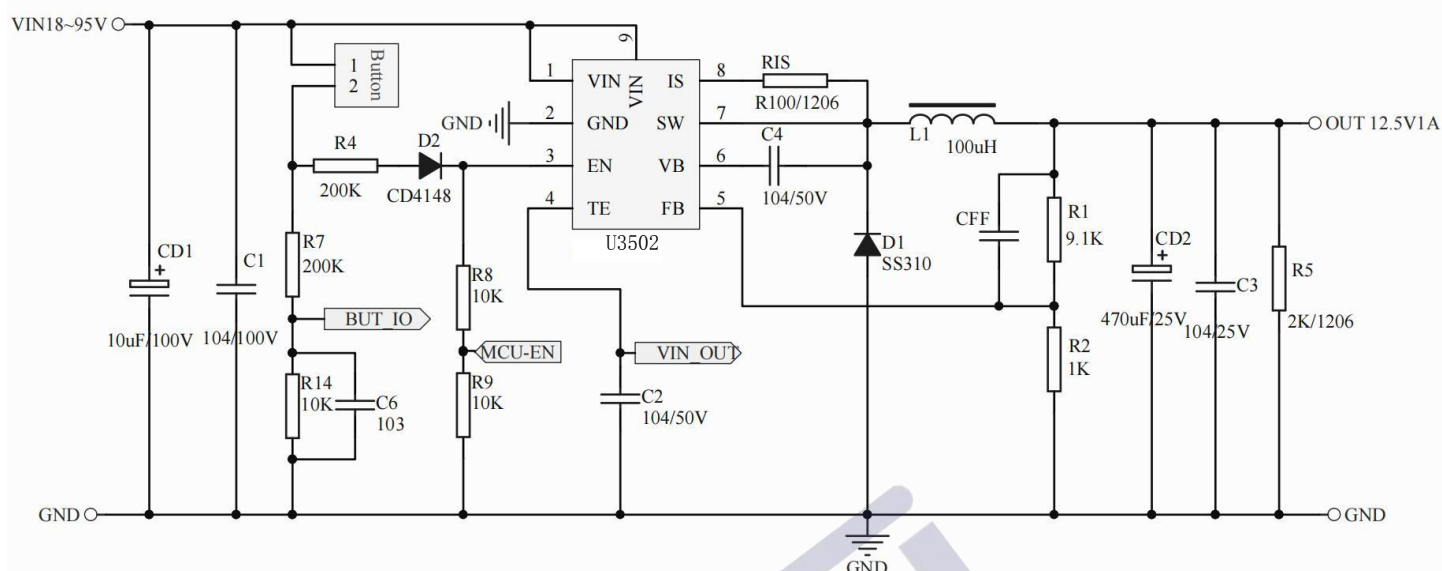 VIN18~95V
9
Button
1
2
1
VIN
VIN
IS
8
RIS
R100/1206
GND
2
GND
SW
7
C4
L1
100uH
OUT 12.5V1A
R4
200K
D2
CD4148
3
EN
VB
6
104/50V
4
TE
FB
5
U3502
CFF
R1
9.1K
D1
SS310
CD1
+
10uF/100V
C1
104/100V
R7
200K
R8
10K
CD2
+
470uF/25V
C3
104/25V
R5
2K/1206
BUT_IO
MCU-EN
VIN_OUT
R2
1K
R14
10K
C6
103
R9
10K
C2
104/50V
GND
GND
GND